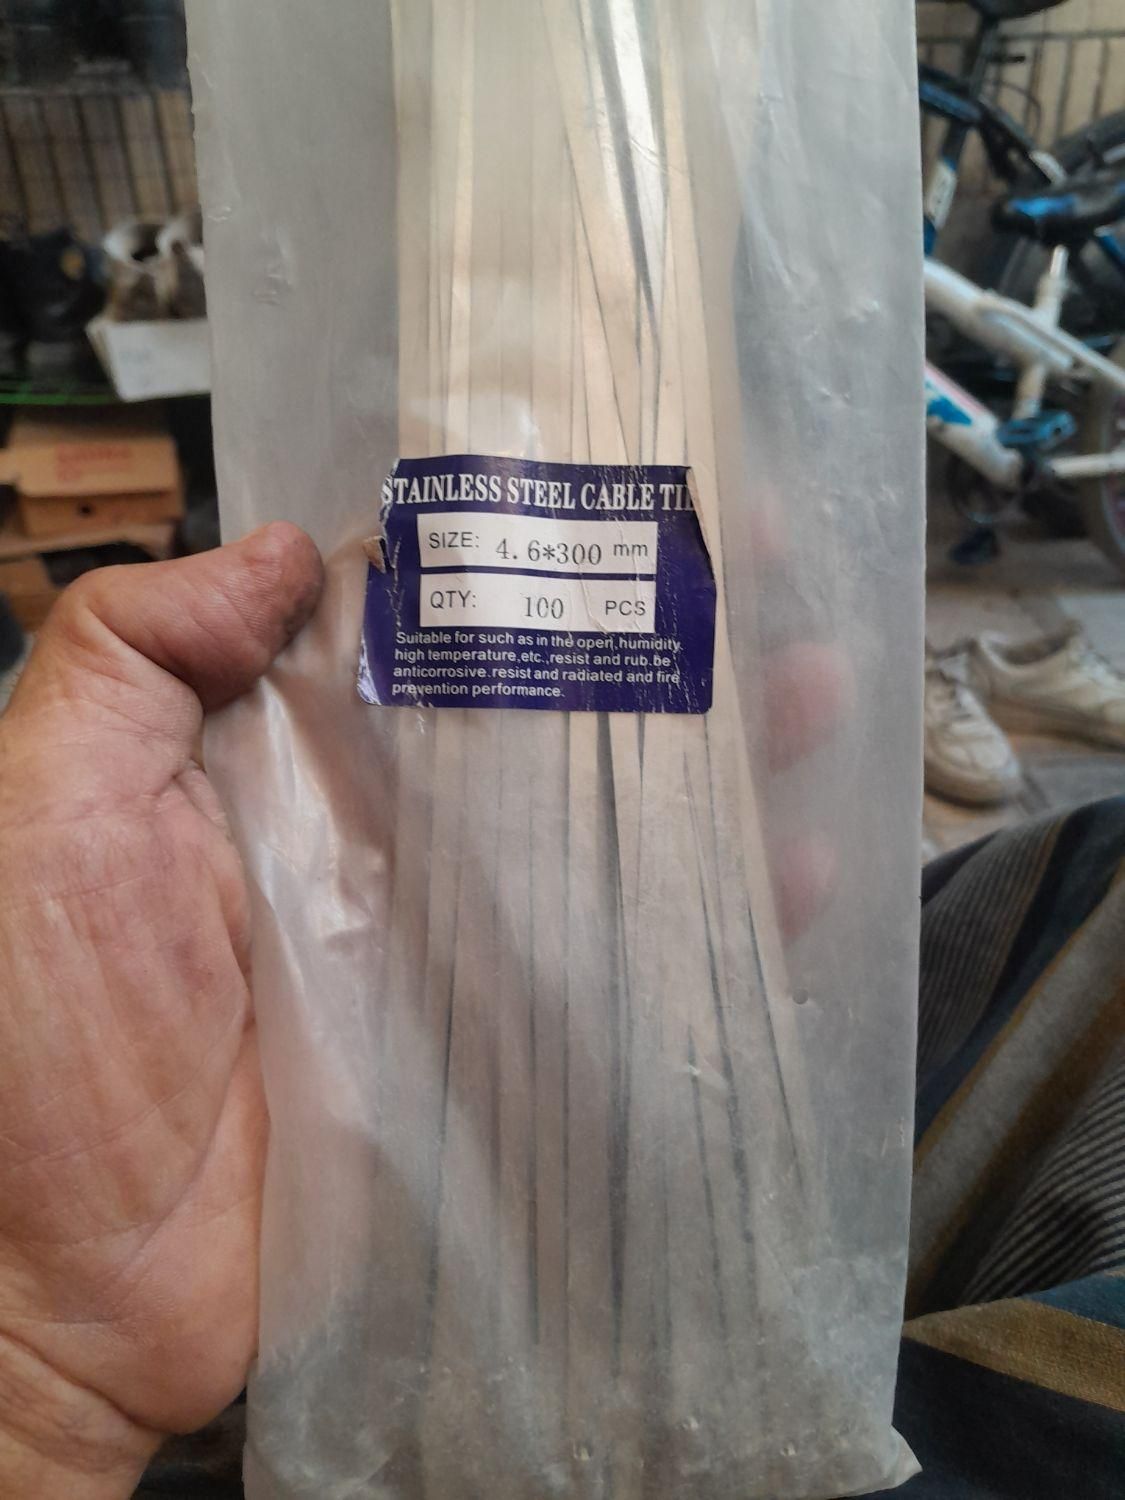 STAINLESS STEEL CABLE TIE
SIZE: 4.6*300 mm
QTY: 100 PCS
Suitable for such as in the open,humidity.
high temperature,etc.,resist and rub.be
anticorrosive.resist and radiated and fire
prevention performance.